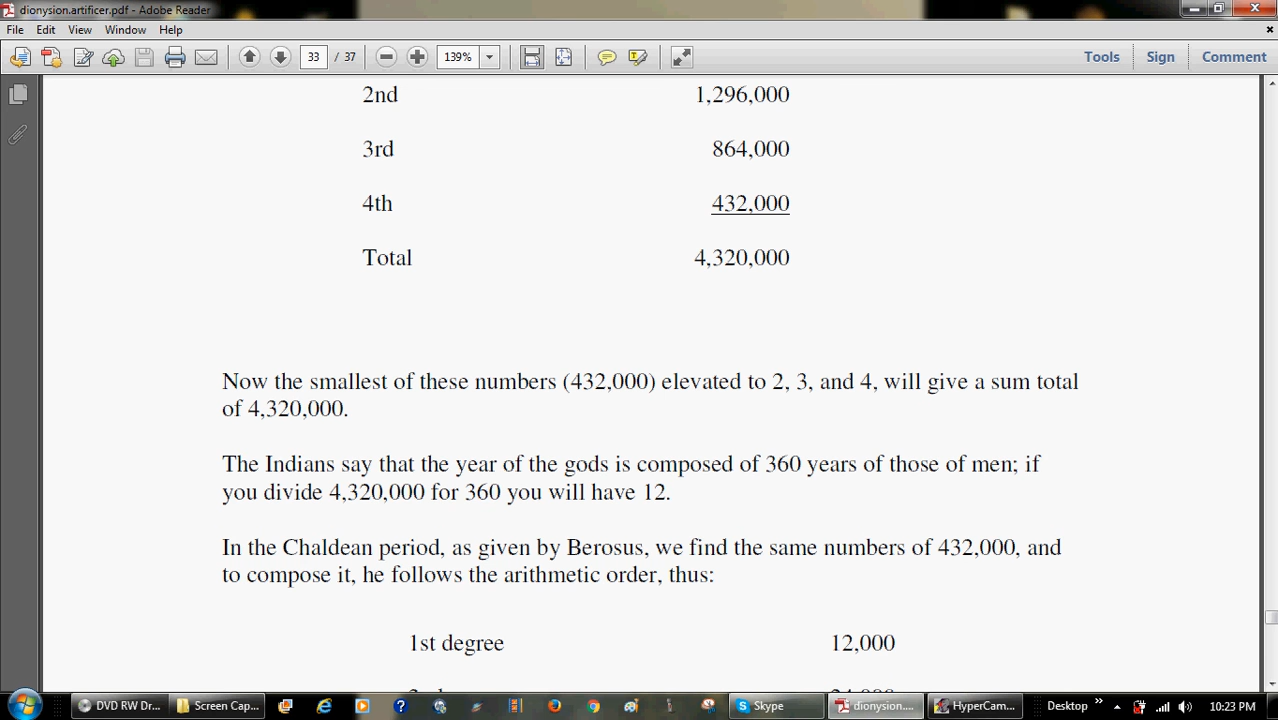 dionysion.artificer.pdf - Adobe Reader
File Edit View Window Help
33 / 37 139% Tools Sign Comment
2nd 1,296,000
3rd 864,000
4th 432,000
Total 4,320,000
Now the smallest of these numbers (432,000) elevated to 2, 3, and 4, will give a sum total
of 4,320,000.
The Indians say that the year of the gods is composed of 360 years of those of men; if
you divide 4,320,000 for 360 you will have 12.
In the Chaldean period, as given by Berosus, we find the same numbers of 432,000, and
to compose it, he follows the arithmetic order, thus:
1st degree 12,000
DVD RW Dr... Screen Cap... Skype dionysion.... HyperCam... Desktop 10:23 PM